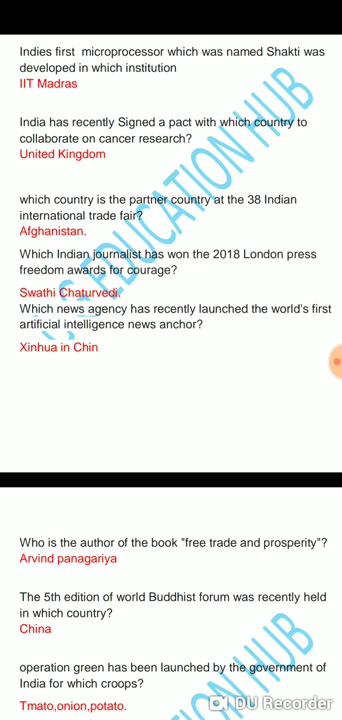 Indies first microprocessor which was named Shakti was
developed in which institution
IIT Madras
India has recently Signed a pact with which country to
collaborate on cancer research?
United Kingdom
which country is the partner country at the 38 Indian
international trade fair?
Afghanistan.
Which Indian journalist has won the 2018 London press
freedom awards for courage?
Swathi Chaturvedi.
Which news agency has recently launched the world's first
artificial intelligence news anchor?
Xinhua in Chin
EDUCATION HUB
Who is the author of the book "free trade and prosperity"?
Arvind panagariya
The 5th edition of world Buddhist forum was recently held
in which country?
China
operation green has been launched by the government of
India for which croops?
Tmato,onion,potato.
HUB
DU Recorder